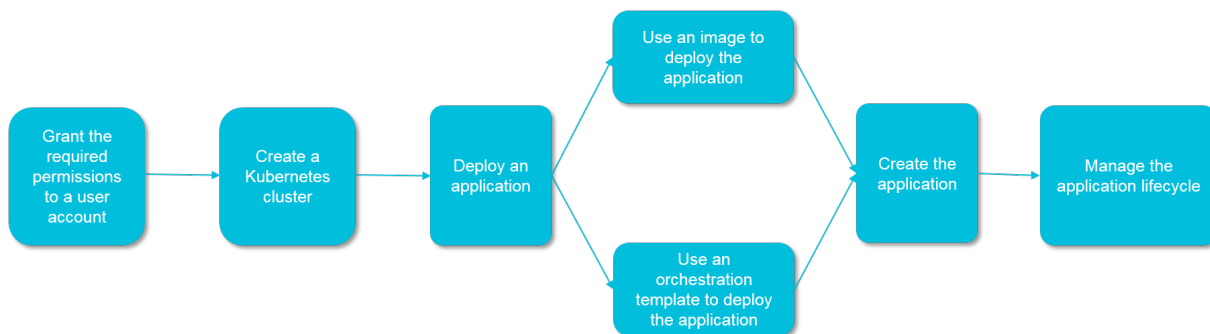 Grant the
required
permissions
to a user
account
Create a
Kubernetes
cluster
Deploy an
application
Use an image to
deploy the
application
Use an
orchestration
template to deploy
the application
Create the
application
Manage the
application lifecycle